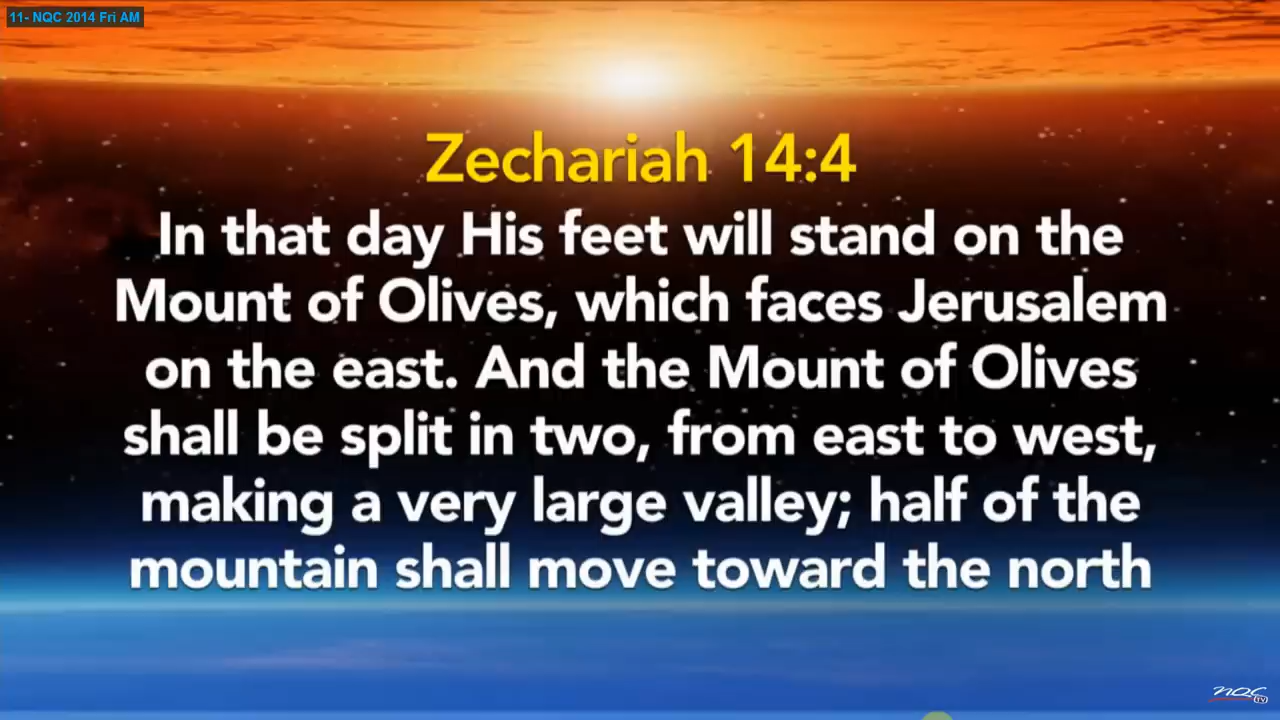 11- NQC 2014 Fri AM
Zechariah 14:4
In that day His feet will stand on the
Mount of Olives, which faces Jerusalem
on the east. And the Mount of Olives
shall be split in two, from east to west,
making a very large valley; half of the
mountain shall move toward the north
NQC TV